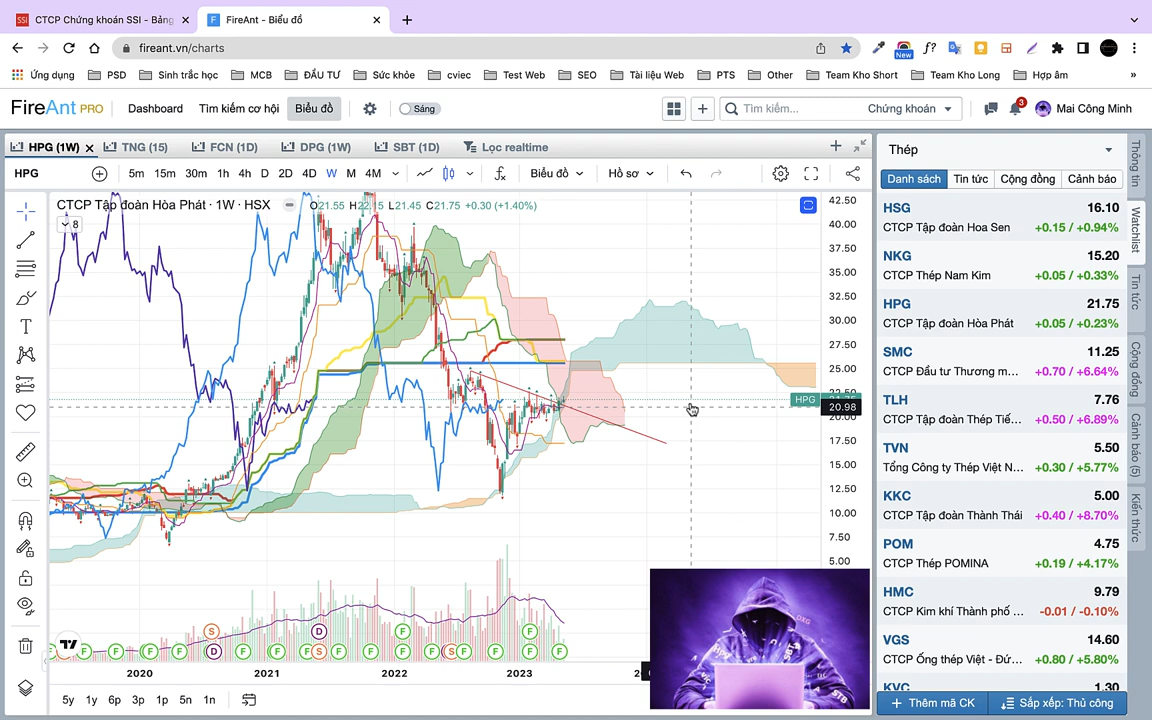 CTCP Chứng khoán SSI - Bảng
FireAnt - Biểu đồ
fireant.vn/charts
New
Ứng dụng
PSD
Sinh trắc học
MCB
ĐẦU TƯ
Sức khỏe
cviec
Test Web
SEO
Tài liệu Web
PTS
Other
Team Kho Short
Team Kho Long
Hợp âm
»
FireAnt PRO
Dashboard
Tìm kiếm cơ hội
Biểu đồ
Sáng
Tìm kiếm...
Chứng khoán
3
Mai Công Minh
HPG (1W)
TNG (15)
FCN (1D)
DPG (1W)
SBT (1D)
Lọc realtime
HPG
5m 15m 30m 1h 4h D 2D 4D W M 4M
Biểu đồ
Hồ sơ
CTCP Tập đoàn Hòa Phát · 1W · HSX
O21.55 H22.15 L21.45 C21.75 +0.30 (+1.40%)
8
42.50
40.00
37.50
35.00
32.50
30.00
27.50
25.00
HPG
20.98
17.50
15.00
12.50
10.00
7.50
5.00
2020
2021
2022
2023
5y 1y 6p 3p 1p 5n 1n
Thép
Danh sách
Tin tức
Cộng đồng
Cảnh báo
HSG 16.10
CTCP Tập đoàn Hoa Sen +0.15 / +0.94%
NKG 15.20
CTCP Thép Nam Kim +0.05 / +0.33%
HPG 21.75
CTCP Tập đoàn Hòa Phát +0.05 / +0.23%
SMC 11.25
CTCP Đầu tư Thương m... +0.70 / +6.64%
TLH 7.76
CTCP Tập đoàn Thép Tiế... +0.50 / +6.89%
TVN 5.50
Tổng Công ty Thép Việt N... +0.30 / +5.77%
KKC 5.00
CTCP Tập đoàn Thành Thái +0.40 / +8.70%
POM 4.75
CTCP Thép POMINA +0.19 / +4.17%
HMC 9.79
CTCP Kim khí Thành phố ... -0.01 / -0.10%
VGS 14.60
CTCP Ống thép Việt - Đứ... +0.80 / +5.80%
KVC 1.30
Thêm mã CK
Sắp xếp: Thủ công
Thông tin
Watchlist
Tin tức
Cộng đồng
Cảnh báo (5)
Kiến thức